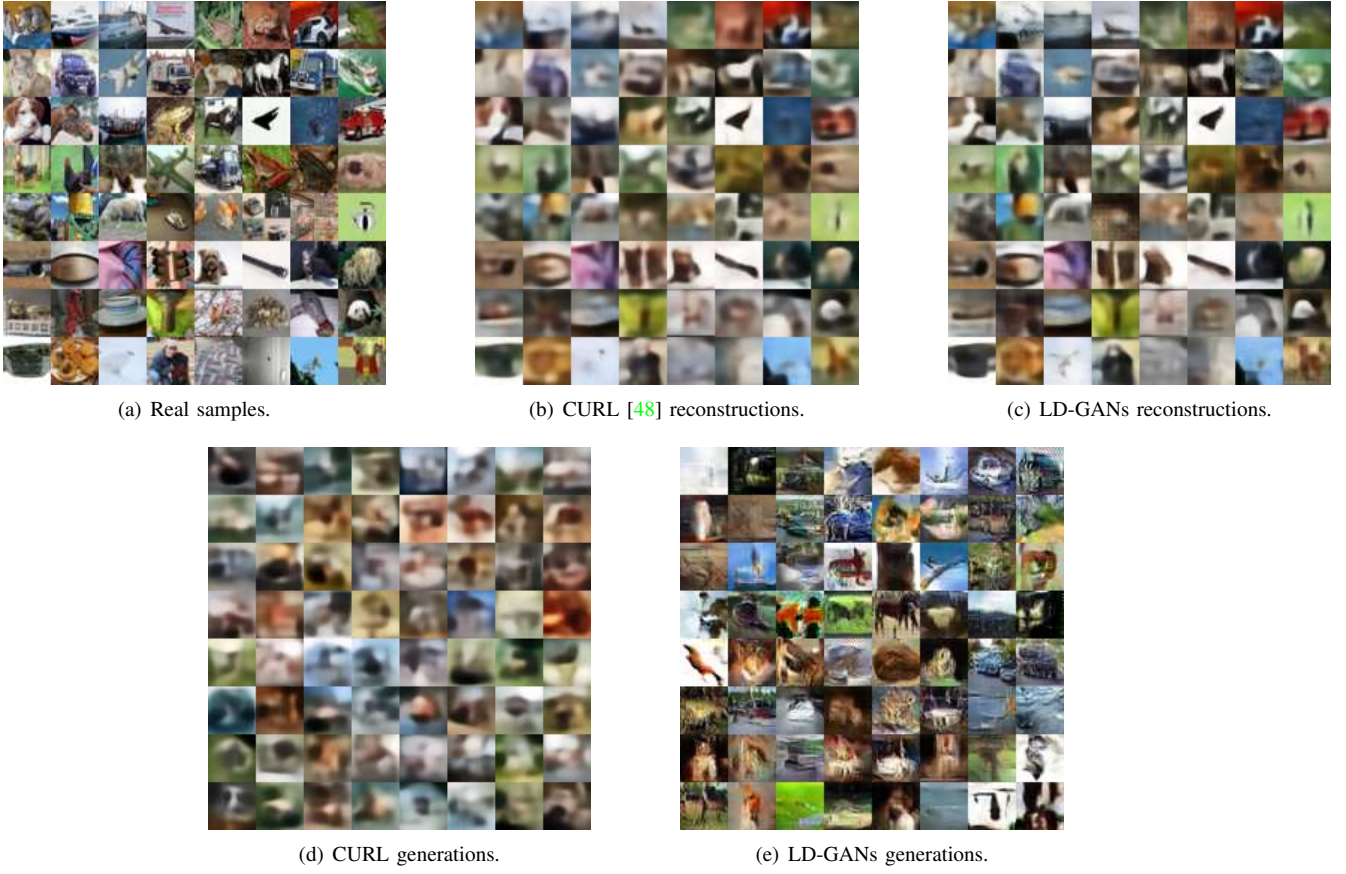 (a) Real samples.
(b) CURL [48] reconstructions.
(c) LD-GANs reconstructions.
(d) CURL generations.
(e) LD-GANs generations.